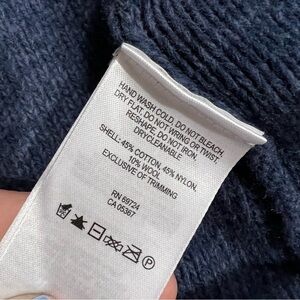 HAND WASH COLD. DO NOT BLEACH.
DRY FLAT. DO NOT WRING OR TWIST.
RESHAPE. DO NOT IRON.
DRYCLEANABLE
SHELL: 45% COTTON, 45% NYLON,
10% WOOL
EXCLUSIVE OF TRIMMING
RN 69724
CA 05367
P